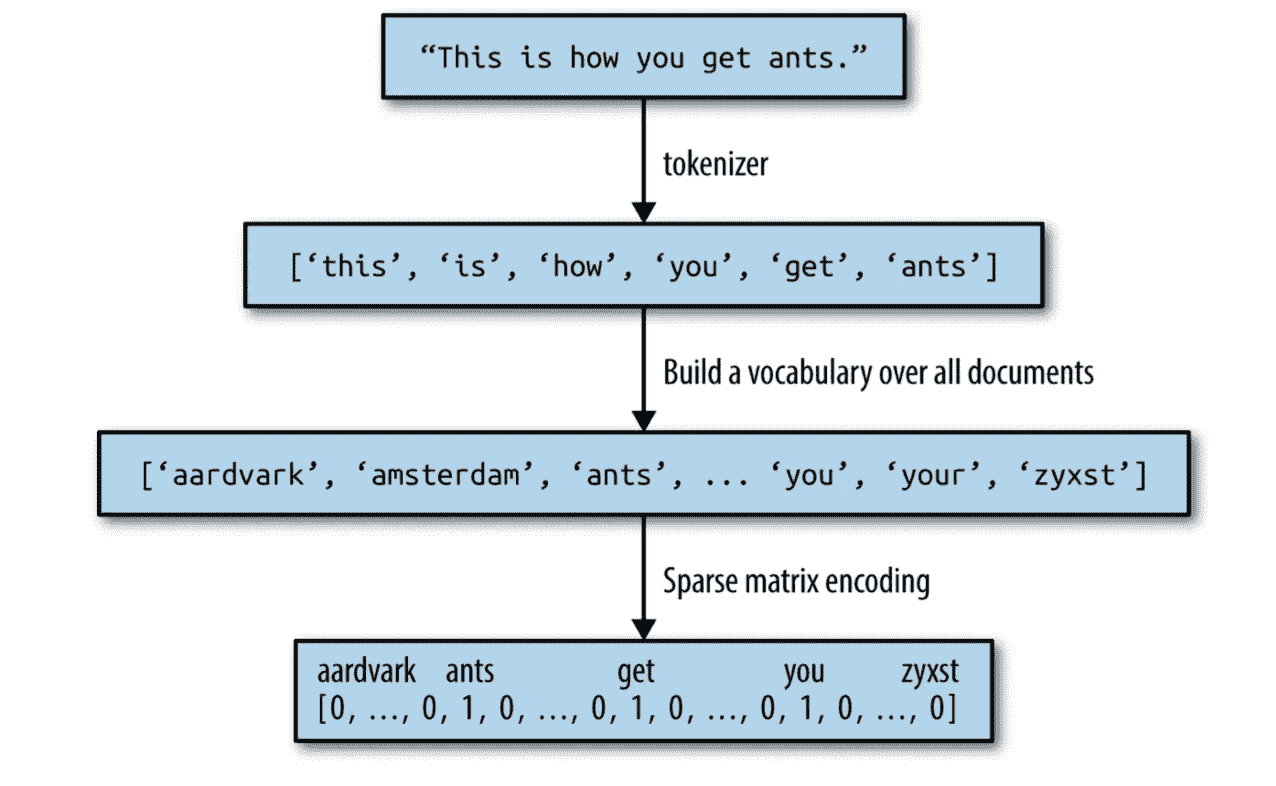 “This is how you get ants.”
tokenizer
[‘this’, ‘is’, ‘how’, ‘you’, ‘get’, ‘ants’]
Build a vocabulary over all documents
[‘aardvark’, ‘amsterdam’, ‘ants’, ... ‘you’, ‘your’, ‘zyxst’]
Sparse matrix encoding
aardvark ants get you zyxst
[0, …, 0, 1, 0, …, 0, 1, 0, …, 0, 1, 0, …, 0]